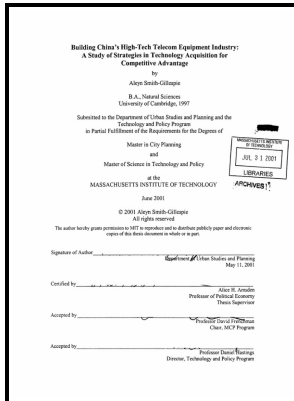 Building China's High-Tech Telecom Equipment Industry:
A Study of Strategies in Technology Acquisition for
Competitive Advantage
by
Aleyn Smith-Gillespie
B.A., Natural Sciences
University of Cambridge, 1997
Submitted to the Department of Urban Studies and Planning and the
Technology and Policy Program
in Partial Fulfillment of the Requirements for the Degrees of
Master in City Planning
and
Master of Science in Technology and Policy
at the
MASSACHUSETTS INSTITUTE OF TECHNOLOGY
June 2001
MASSACHUSETTS INSTITUTE
OF TECHNOLOGY
JUL 31 2001
LIBRARIES
ARCHIVES
© 2001 Aleyn Smith-Gillespie
All rights reserved
The author hereby grants permission to MIT to reproduce and to distribute publicly paper and electronic
copies of this thesis document in whole or in part.
Signature of Author
Department of Urban Studies and Planning
May 11, 2001
Certified by
Alice H. Amsden
Professor of Political Economy
Thesis Supervisor
Accepted by
Professor David Frenchman
Chair, MCP Program
Accepted by
Professor Daniel Hastings
Director, Technology and Policy Program